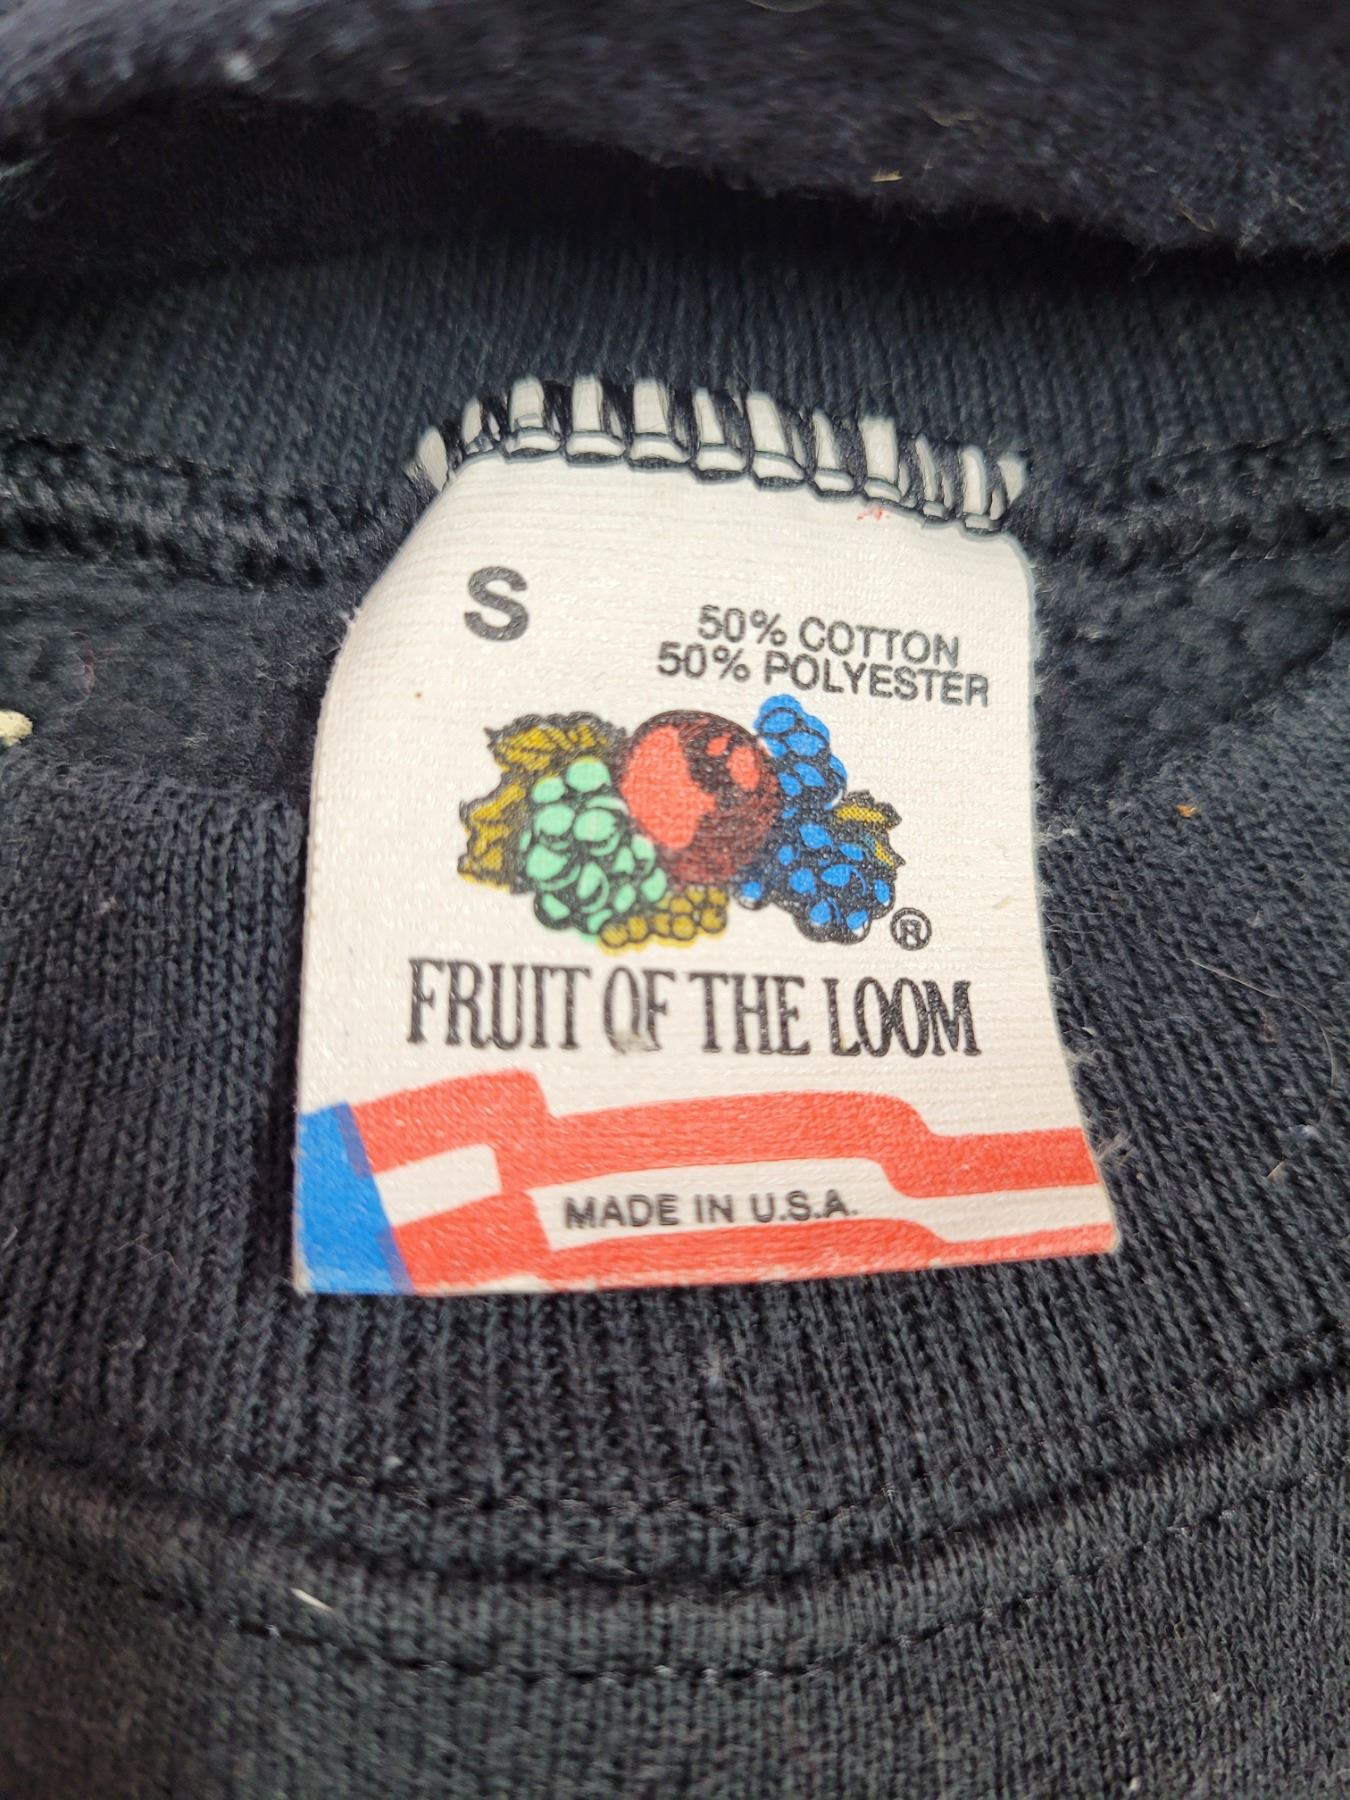 S
50% COTTON
50% POLYESTER
®
FRUIT OF THE LOOM
MADE IN U.S.A.